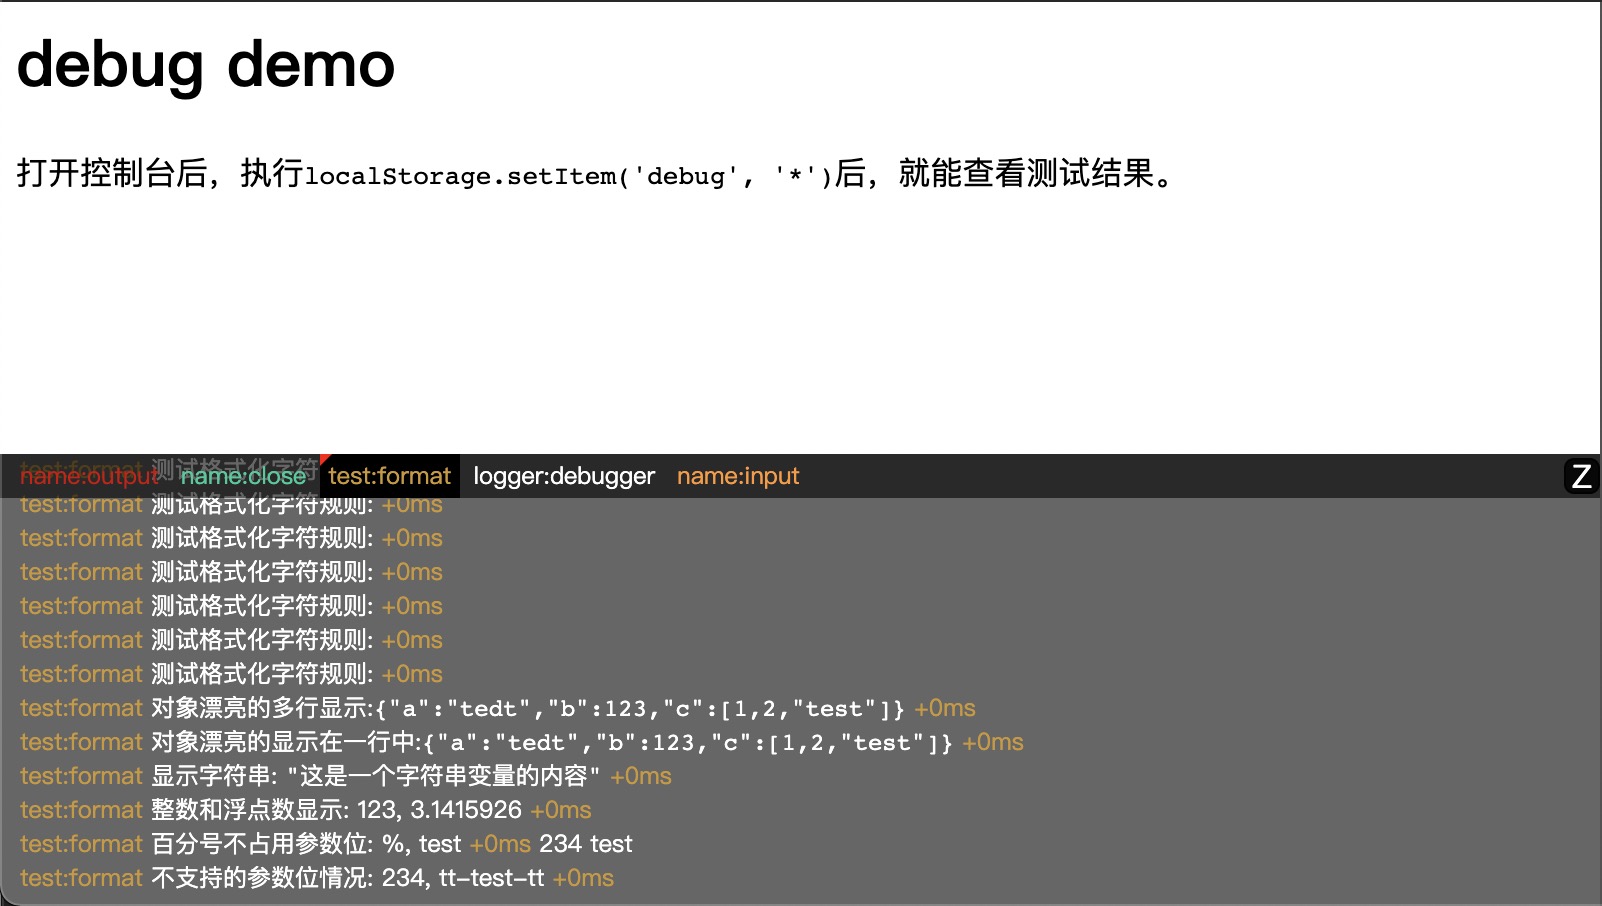 debug demo
打开控制台后，执行localStorage.setItem('debug', '*')后，就能查看测试结果。
test:format 测试格式化字符
name:output name:close test:format logger:debugger name:input Z
test:format 测试格式化字符规则: +0ms
test:format 测试格式化字符规则: +0ms
test:format 测试格式化字符规则: +0ms
test:format 测试格式化字符规则: +0ms
test:format 测试格式化字符规则: +0ms
test:format 测试格式化字符规则: +0ms
test:format 对象漂亮的多行显示:{"a":"tedt","b":123,"c":[1,2,"test"]} +0ms
test:format 对象漂亮的显示在一行中:{"a":"tedt","b":123,"c":[1,2,"test"]} +0ms
test:format 显示字符串: "这是一个字符串变量的内容" +0ms
test:format 整数和浮点数显示: 123, 3.1415926 +0ms
test:format 百分号不占用参数位: %, test +0ms 234 test
test:format 不支持的参数位情况: 234, tt-test-tt +0ms